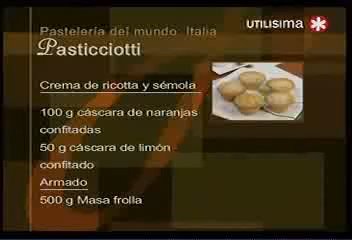 Pastelería del mundo. Italia
UTILISIMA
Pasticciotti
Crema de ricotta y sémola
100 g cáscara de naranjas
confitadas
50 g cáscara de limón
confitado
Armado
500 g Masa frolla